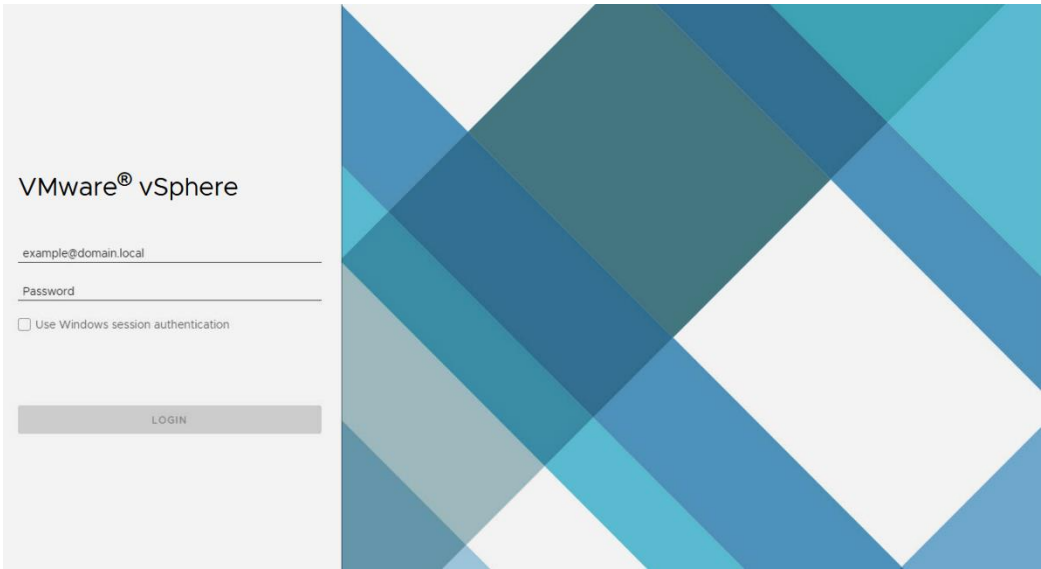 VMware® vSphere
example@domain.local
Password
Use Windows session authentication
LOGIN